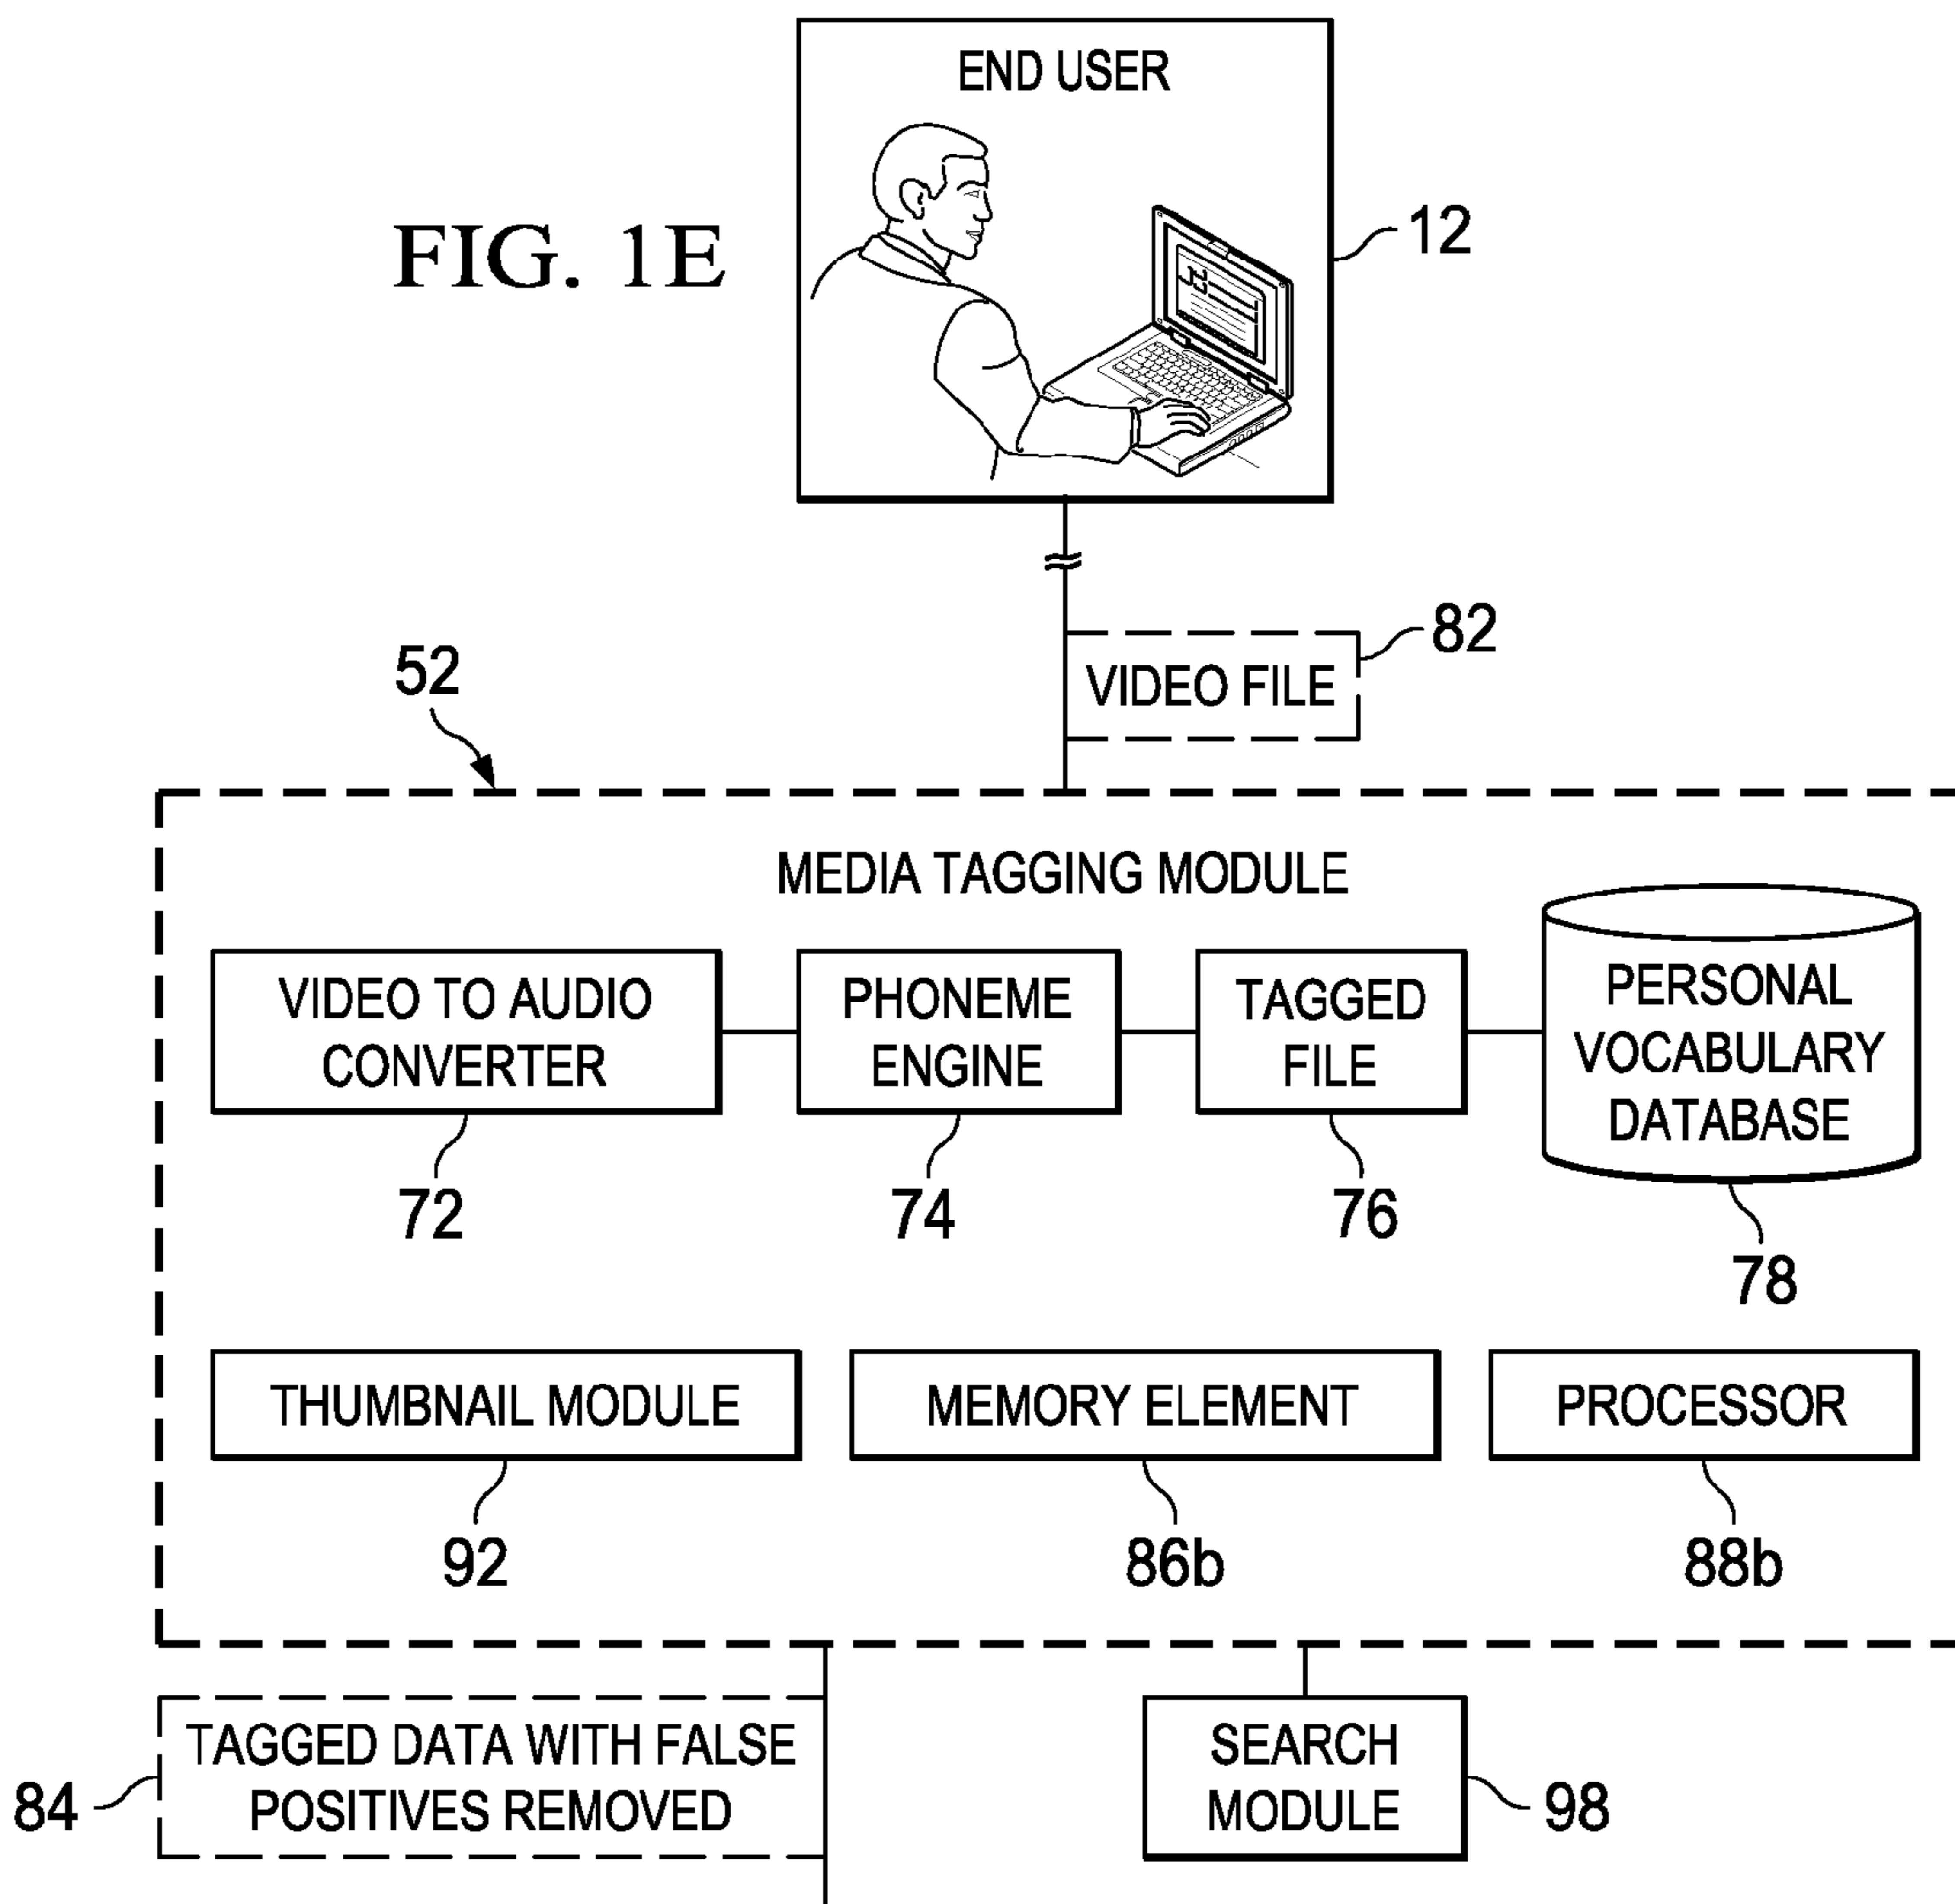 END USER
FIG. 1E
12
82
VIDEO FILE
52
MEDIA TAGGING MODULE
VIDEO TO AUDIO
CONVERTER
PHONEME
ENGINE
TAGGED
FILE
PERSONAL
VOCABULARY
DATABASE
72
74
76
78
THUMBNAIL MODULE
MEMORY ELEMENT
PROCESSOR
92
86b
88b
TAGGED DATA WITH FALSE
POSITIVES REMOVED
84
SEARCH
MODULE
98